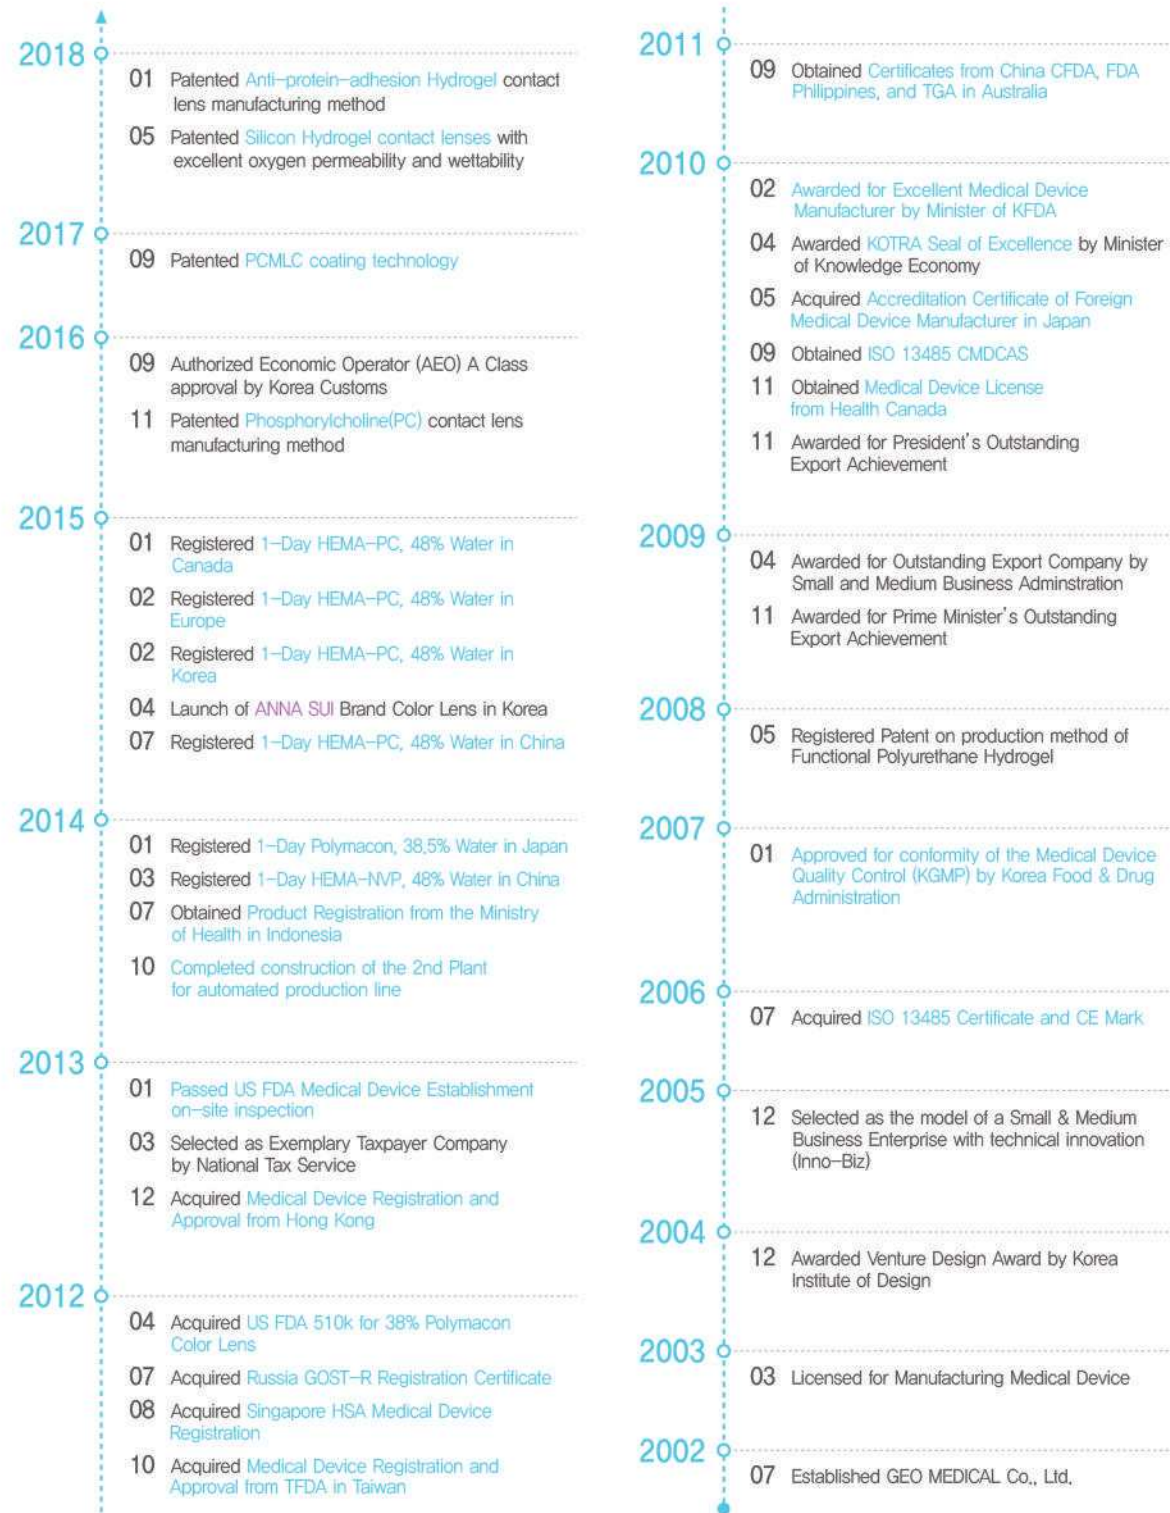 2018
01 Patented Anti-protein-adhesion Hydrogel contact
lens manufacturing method
05 Patented Silicon Hydrogel contact lenses with
excellent oxygen permeability and wettability
2017
09 Patented PCMLC coating technology
2016
09 Authorized Economic Operator (AEO) A Class
approval by Korea Customs
11 Patented Phosphorylcholine(PC) contact lens
manufacturing method
2015
01 Registered 1-Day HEMA-PC, 48% Water in
Canada
02 Registered 1-Day HEMA-PC, 48% Water in
Europe
02 Registered 1-Day HEMA-PC, 48% Water in
Korea
04 Launch of ANNA SUI Brand Color Lens in Korea
07 Registered 1-Day HEMA-PC, 48% Water in China
2014
01 Registered 1-Day Polymacon, 38.5% Water in Japan
03 Registered 1-Day HEMA-NVP, 48% Water in China
07 Obtained Product Registration from the Ministry
of Health in Indonesia
10 Completed construction of the 2nd Plant
for automated production line
2013
01 Passed US FDA Medical Device Establishment
on-site inspection
03 Selected as Exemplary Taxpayer Company
by National Tax Service
12 Acquired Medical Device Registration and
Approval from Hong Kong
2012
04 Acquired US FDA 510k for 38% Polymacon
Color Lens
07 Acquired Russia GOST-R Registration Certificate
08 Acquired Singapore HSA Medical Device
Registration
10 Acquired Medical Device Registration and
Approval from TFDA in Taiwan
2011
09 Obtained Certificates from China CFDA, FDA
Philippines, and TGA in Australia
2010
02 Awarded for Excellent Medical Device
Manufacturer by Minister of KFDA
04 Awarded KOTRA Seal of Excellence by Minister
of Knowledge Economy
05 Acquired Accreditation Certificate of Foreign
Medical Device Manufacturer in Japan
09 Obtained ISO 13485 CMDCAS
11 Obtained Medical Device License
from Health Canada
11 Awarded for President's Outstanding
Export Achievement
2009
04 Awarded for Outstanding Export Company by
Small and Medium Business Adminstration
11 Awarded for Prime Minister's Outstanding
Export Achievement
2008
05 Registered Patent on production method of
Functional Polyurethane Hydrogel
2007
01 Approved for conformity of the Medical Device
Quality Control (KGMP) by Korea Food & Drug
Administration
2006
07 Acquired ISO 13485 Certificate and CE Mark
2005
12 Selected as the model of a Small & Medium
Business Enterprise with technical innovation
(Inno-Biz)
2004
12 Awarded Venture Design Award by Korea
Institute of Design
2003
03 Licensed for Manufacturing Medical Device
2002
07 Established GEO MEDICAL Co., Ltd.